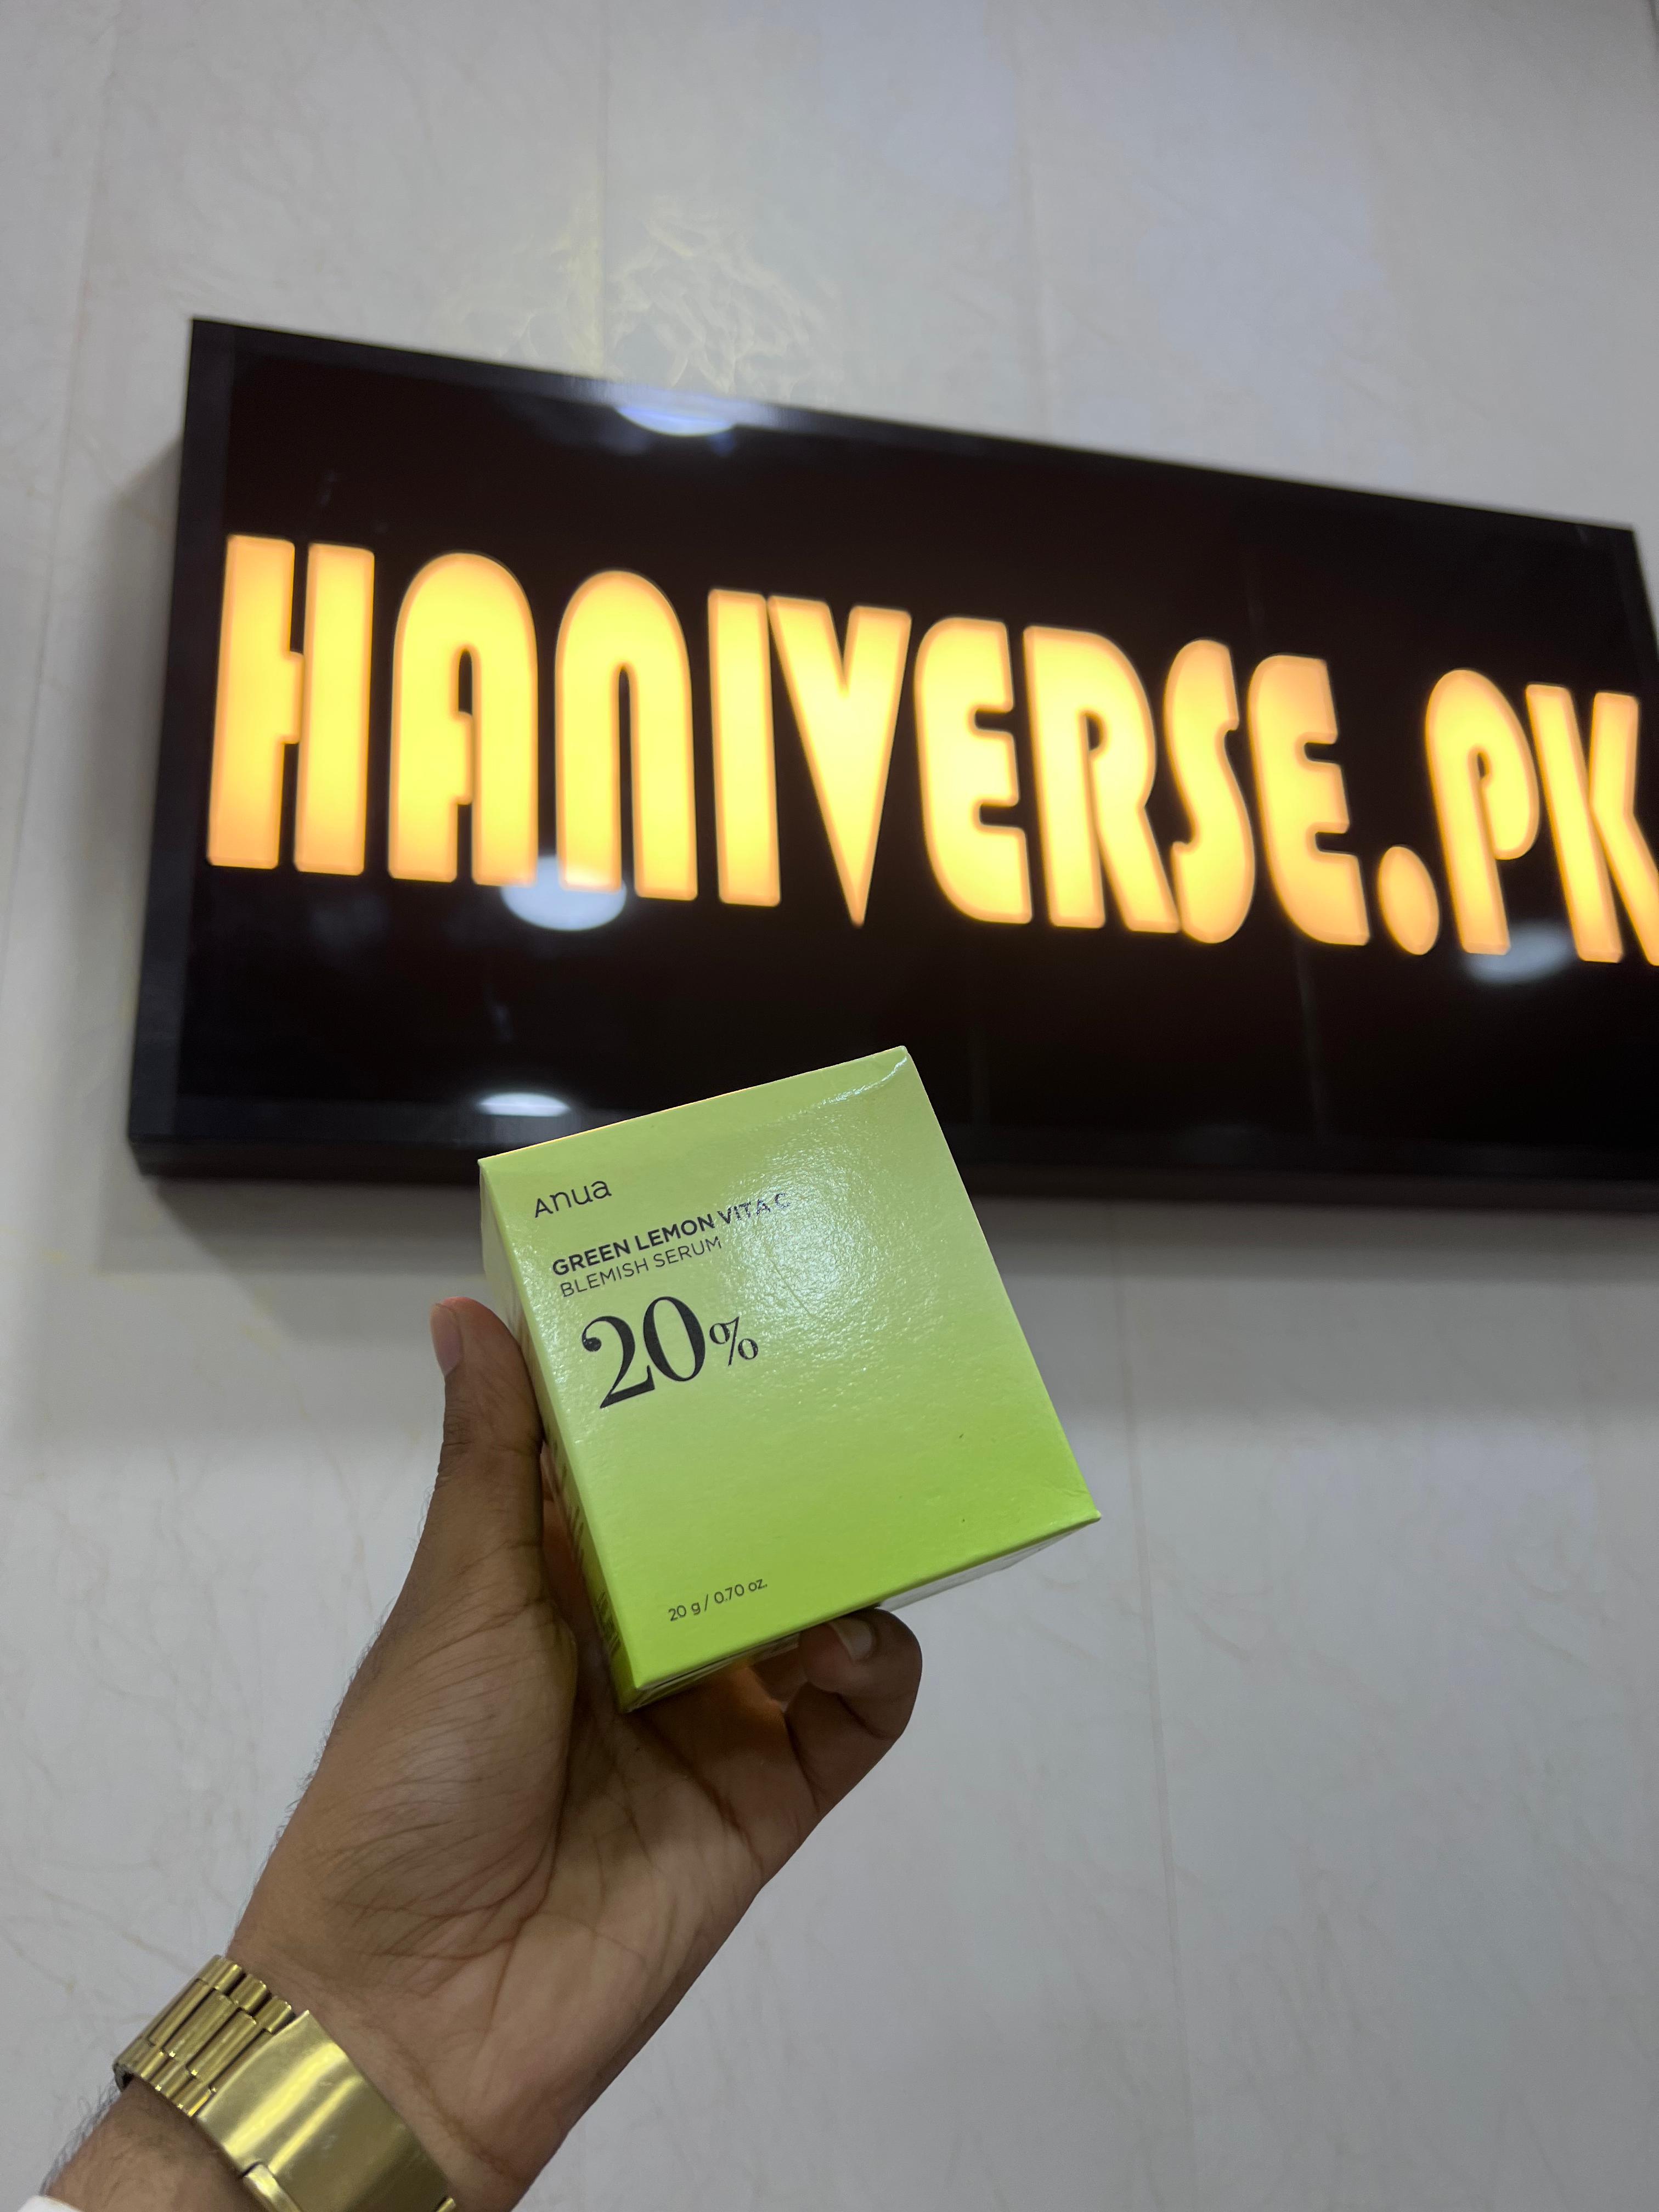 HANIVERSE.PK
Anua
GREEN LEMON VITA C
BLEMISH SERUM
20%
20 g / 0.70 oz.